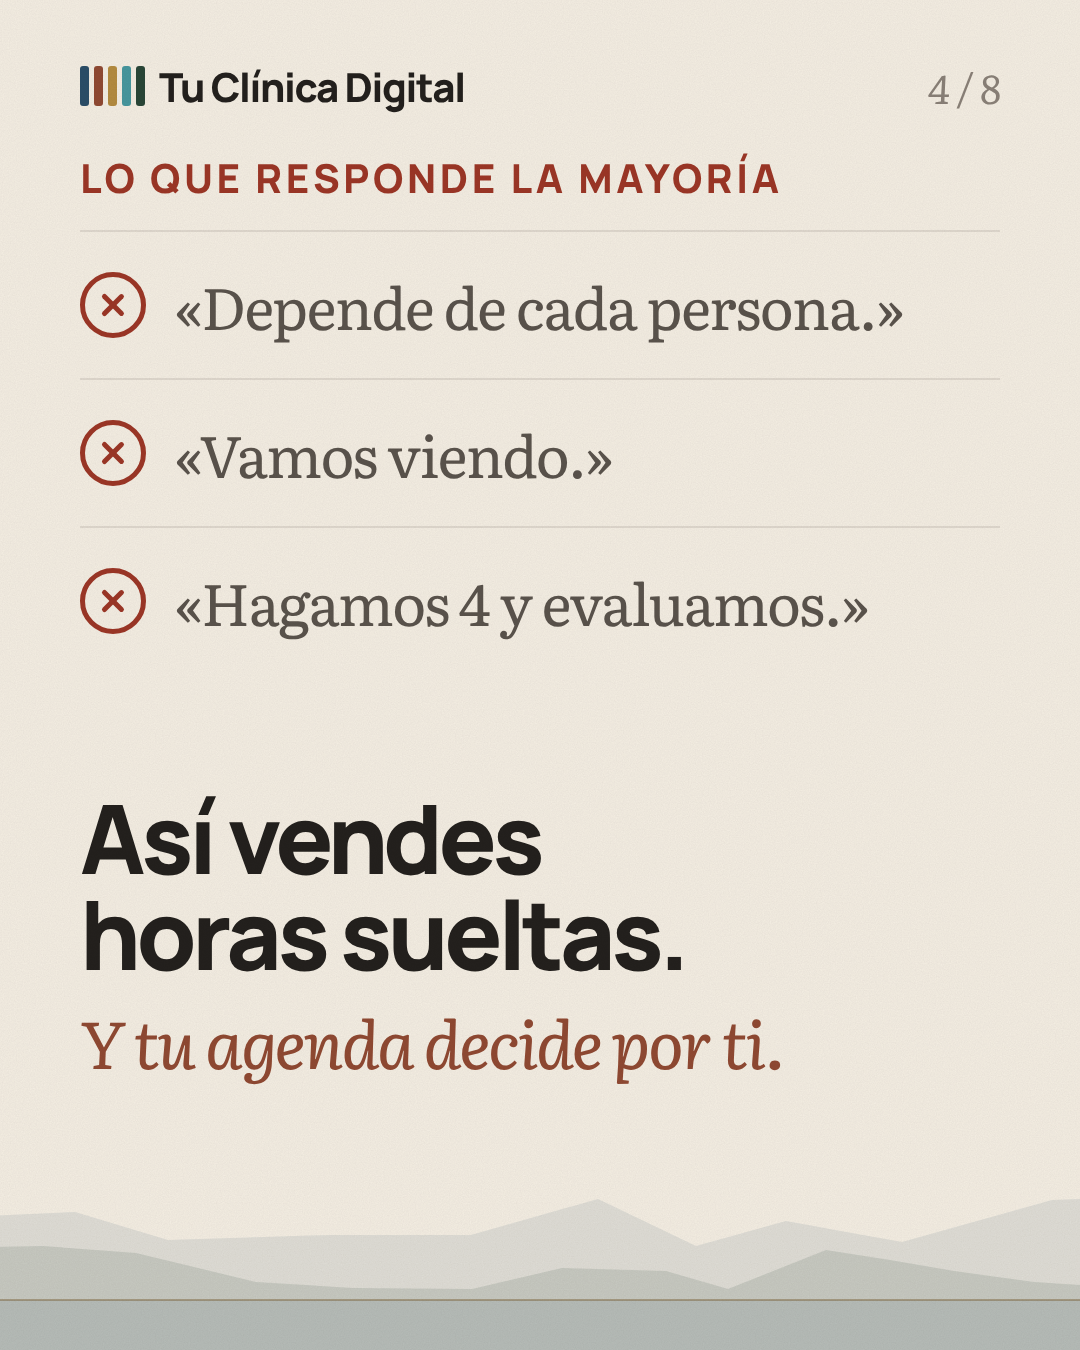 Tu Clínica Digital
4/8
LO QUE RESPONDE LA MAYORÍA
«Depende de cada persona.»
«Vamos viendo.»
«Hagamos 4 y evaluamos.»
Así vendes
horas sueltas.
Y tu agenda decide por ti.